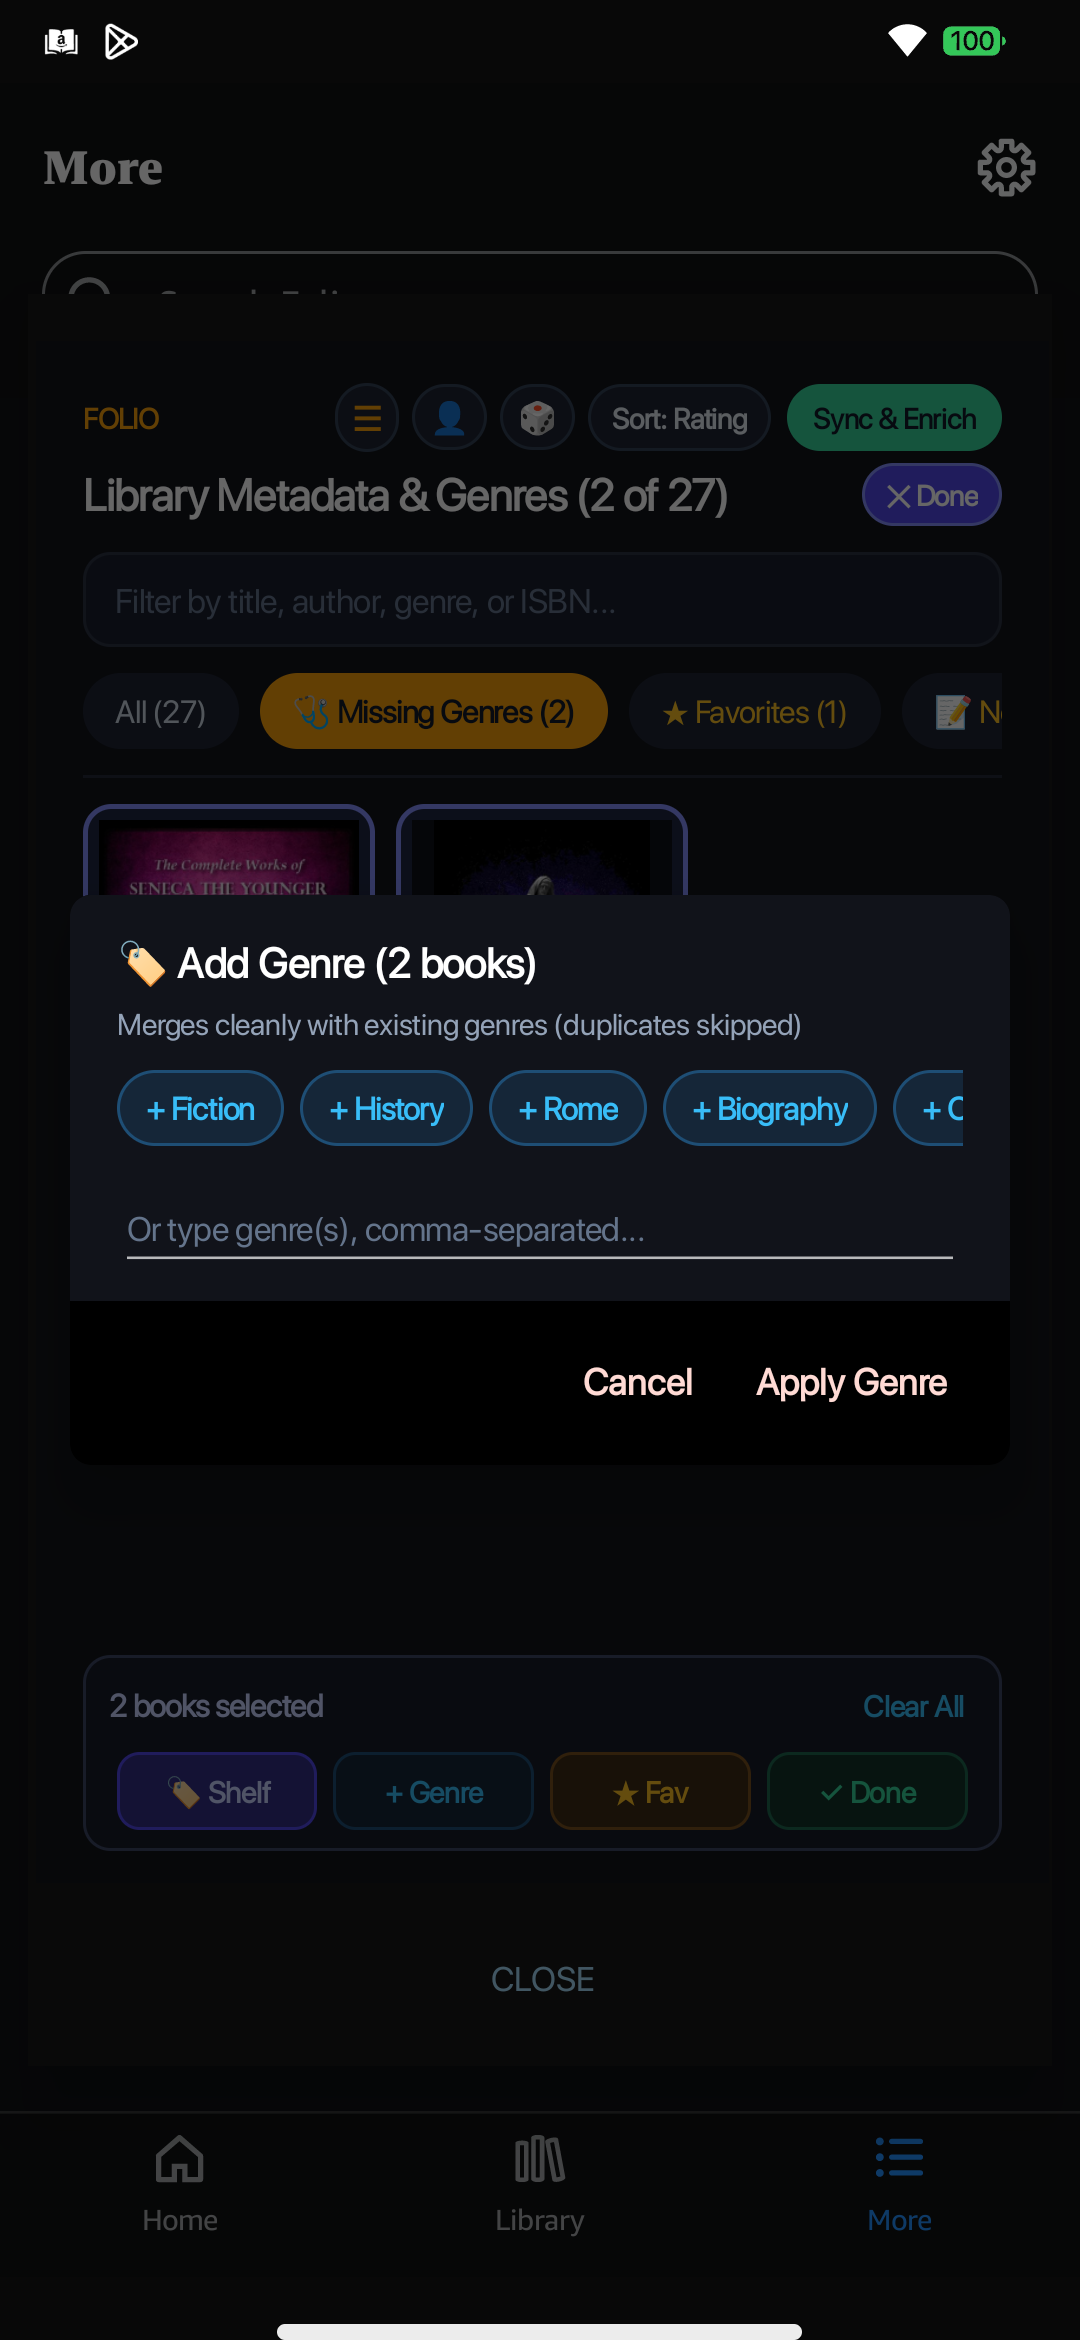 100
More
FOLIO
Sort: Rating
Sync & Enrich
Library Metadata & Genres (2 of 27)
Done
Filter by title, author, genre, or ISBN...
All (27)
Missing Genres (2)
★ Favorites (1)
The Complete Works of
SENECA THE YOUNGER
Add Genre (2 books)
Merges cleanly with existing genres (duplicates skipped)
+ Fiction
+ History
+ Rome
+ Biography
Or type genre(s), comma-separated...
Cancel
Apply Genre
2 books selected
Clear All
Shelf
+ Genre
★ Fav
✓ Done
CLOSE
Home
Library
More